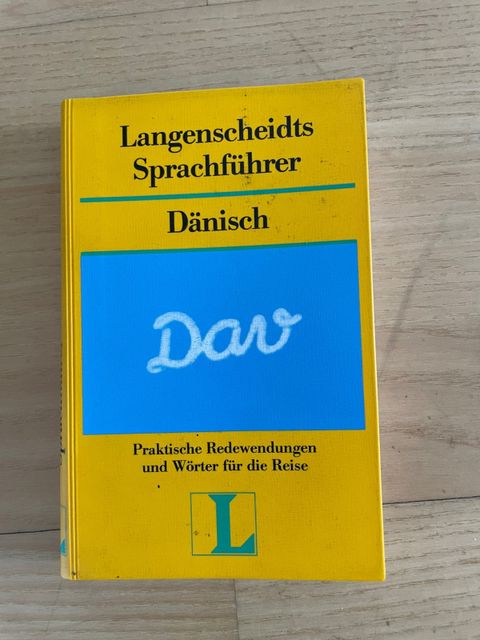 Langenscheidts
Sprachführer
Dänisch
Dav
Praktische Redewendungen
und Wörter für die Reise
L